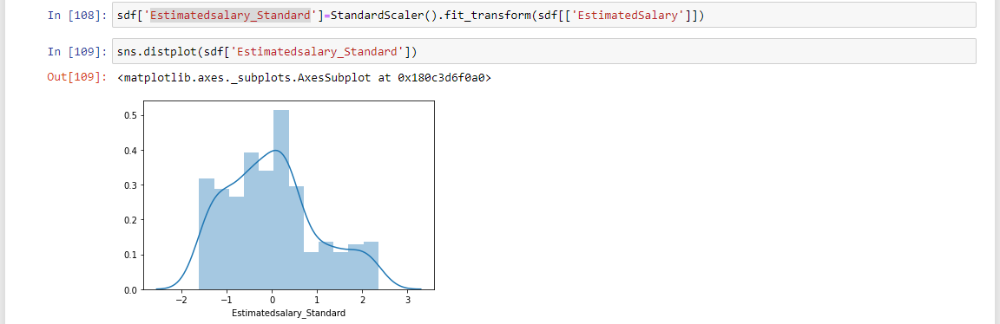 In [108]: sdf['Estimatedsalary_Standard']=StandardScaler().fit_transform(sdf[['EstimatedSalary']])
In [109]: sns.distplot(sdf['Estimatedsalary_Standard'])
Out[109]: <matplotlib.axes._subplots.AxesSubplot at 0x180c3d6f0a0>
0.5
0.4
0.3
0.2
0.1
0.0
−2 −1 0 1 2 3
Estimatedsalary_Standard